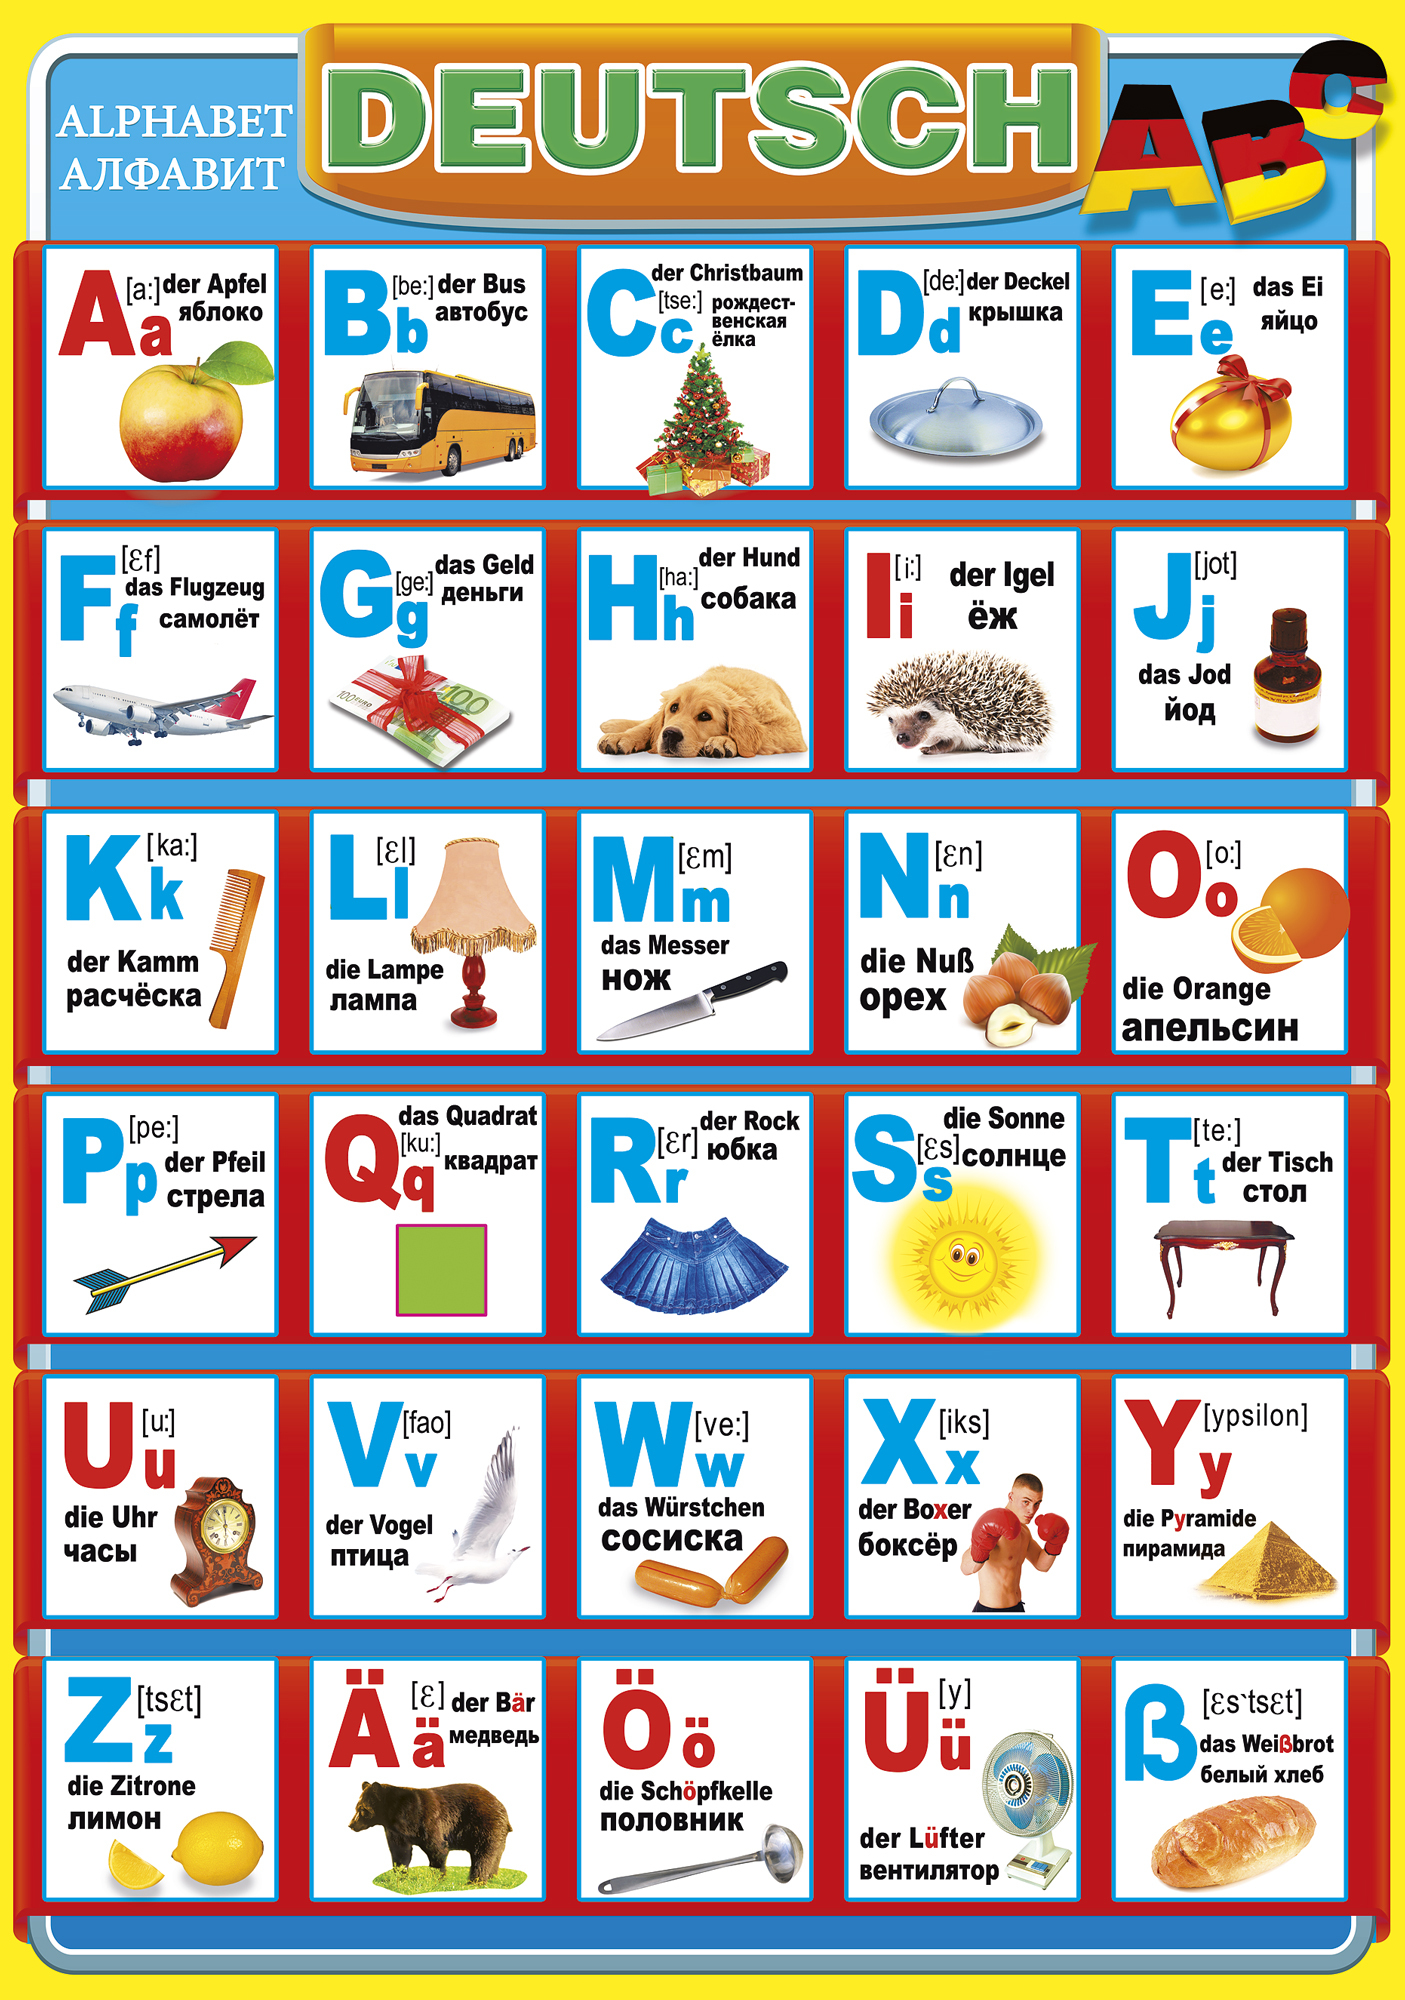 ALPHABET
АЛФАВИТ
DEUTSCH
ABC
Aa [a:] der Apfel
яблоко
Bb [be:] der Bus
автобус
der Christbaum
Cc [tse:] рождест-
венская
ёлка
Dd [de:] der Deckel
крышка
Ee [e:] das Ei
яйцо
Ff [ɛf]
das Flugzeug
самолёт
Gg [ge:] das Geld
деньги
Hh [ha:] der Hund
собака
Ii [i:] der Igel
ёж
Jj [jot]
das Jod
йод
Kk [ka:]
der Kamm
расчёска
Ll [ɛl]
die Lampe
лампа
Mm [ɛm]
das Messer
нож
Nn [ɛn]
die Nuß
орех
Oo [o:]
die Orange
апельсин
Pp [pe:]
der Pfeil
стрела
das Quadrat
Qq [ku:]
квадрат
Rr [ɛr] der Rock
юбка
die Sonne
Ss [ɛs] солнце
Tt [te:]
der Tisch
стол
Uu [u:]
die Uhr
часы
Vv [fao]
der Vogel
птица
Ww [ve:]
das Würstchen
сосиска
Xx [iks]
der Boxer
боксёр
Yy [ypsilon]
die Pyramide
пирамида
Zz [tsɛt]
die Zitrone
лимон
Ää [ɛ] der Bär
медведь
Öö
die Schöpfkelle
половник
Üü [y]
der Lüfter
вентилятор
ß [ɛs`tsɛt]
das Weißbrot
белый хлеб